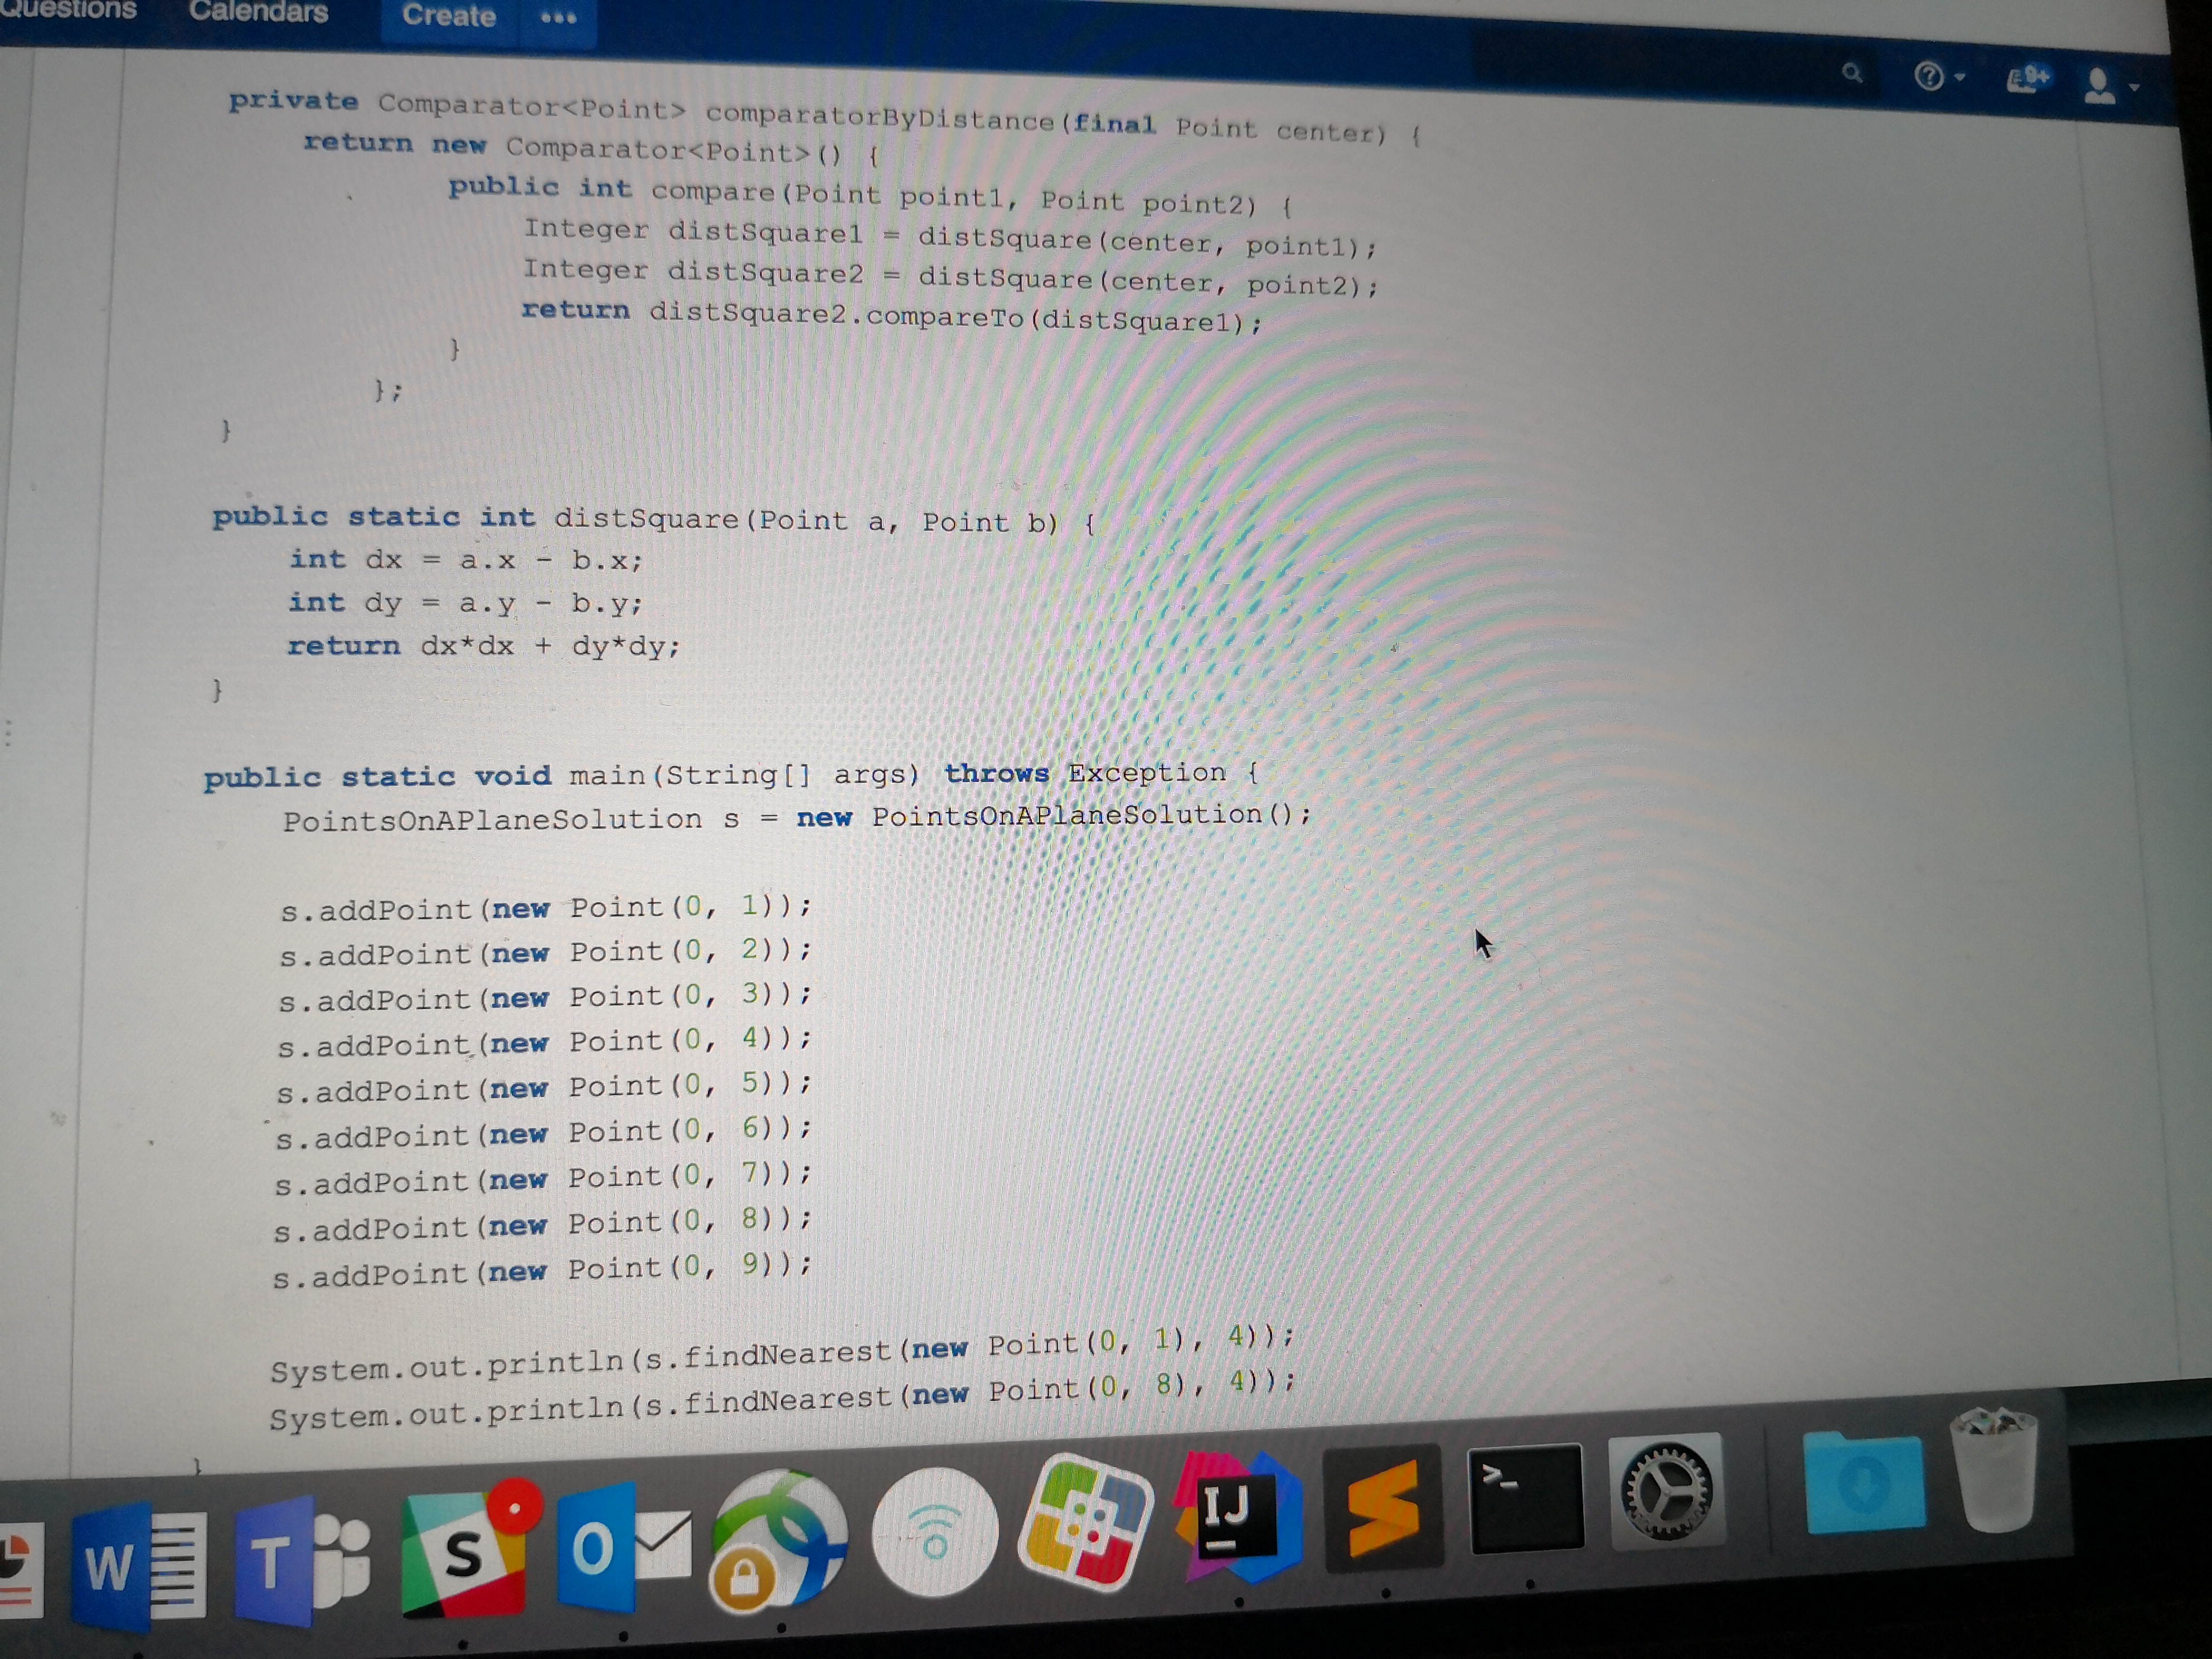 Questions Calendars Create •••
9+
private Comparator<Point> comparatorByDistance(final Point center) {
return new Comparator<Point>() {
public int compare(Point point1, Point point2) {
Integer distSquare1 = distSquare(center, point1);
Integer distSquare2 = distSquare(center, point2);
return distSquare2.compareTo(distSquare1);
}
};
}
public static int distSquare(Point a, Point b) {
int dx = a.x - b.x;
int dy = a.y - b.y;
return dx*dx + dy*dy;
}
public static void main(String[] args) throws Exception {
PointsOnAPlaneSolution s = new PointsOnAPlaneSolution();
s.addPoint(new Point(0, 1));
s.addPoint(new Point(0, 2));
s.addPoint(new Point(0, 3));
s.addPoint(new Point(0, 4));
s.addPoint(new Point(0, 5));
s.addPoint(new Point(0, 6));
s.addPoint(new Point(0, 7));
s.addPoint(new Point(0, 8));
s.addPoint(new Point(0, 9));
System.out.println(s.findNearest(new Point(0, 1), 4));
System.out.println(s.findNearest(new Point(0, 8), 4));
}
W T S O IJ >_